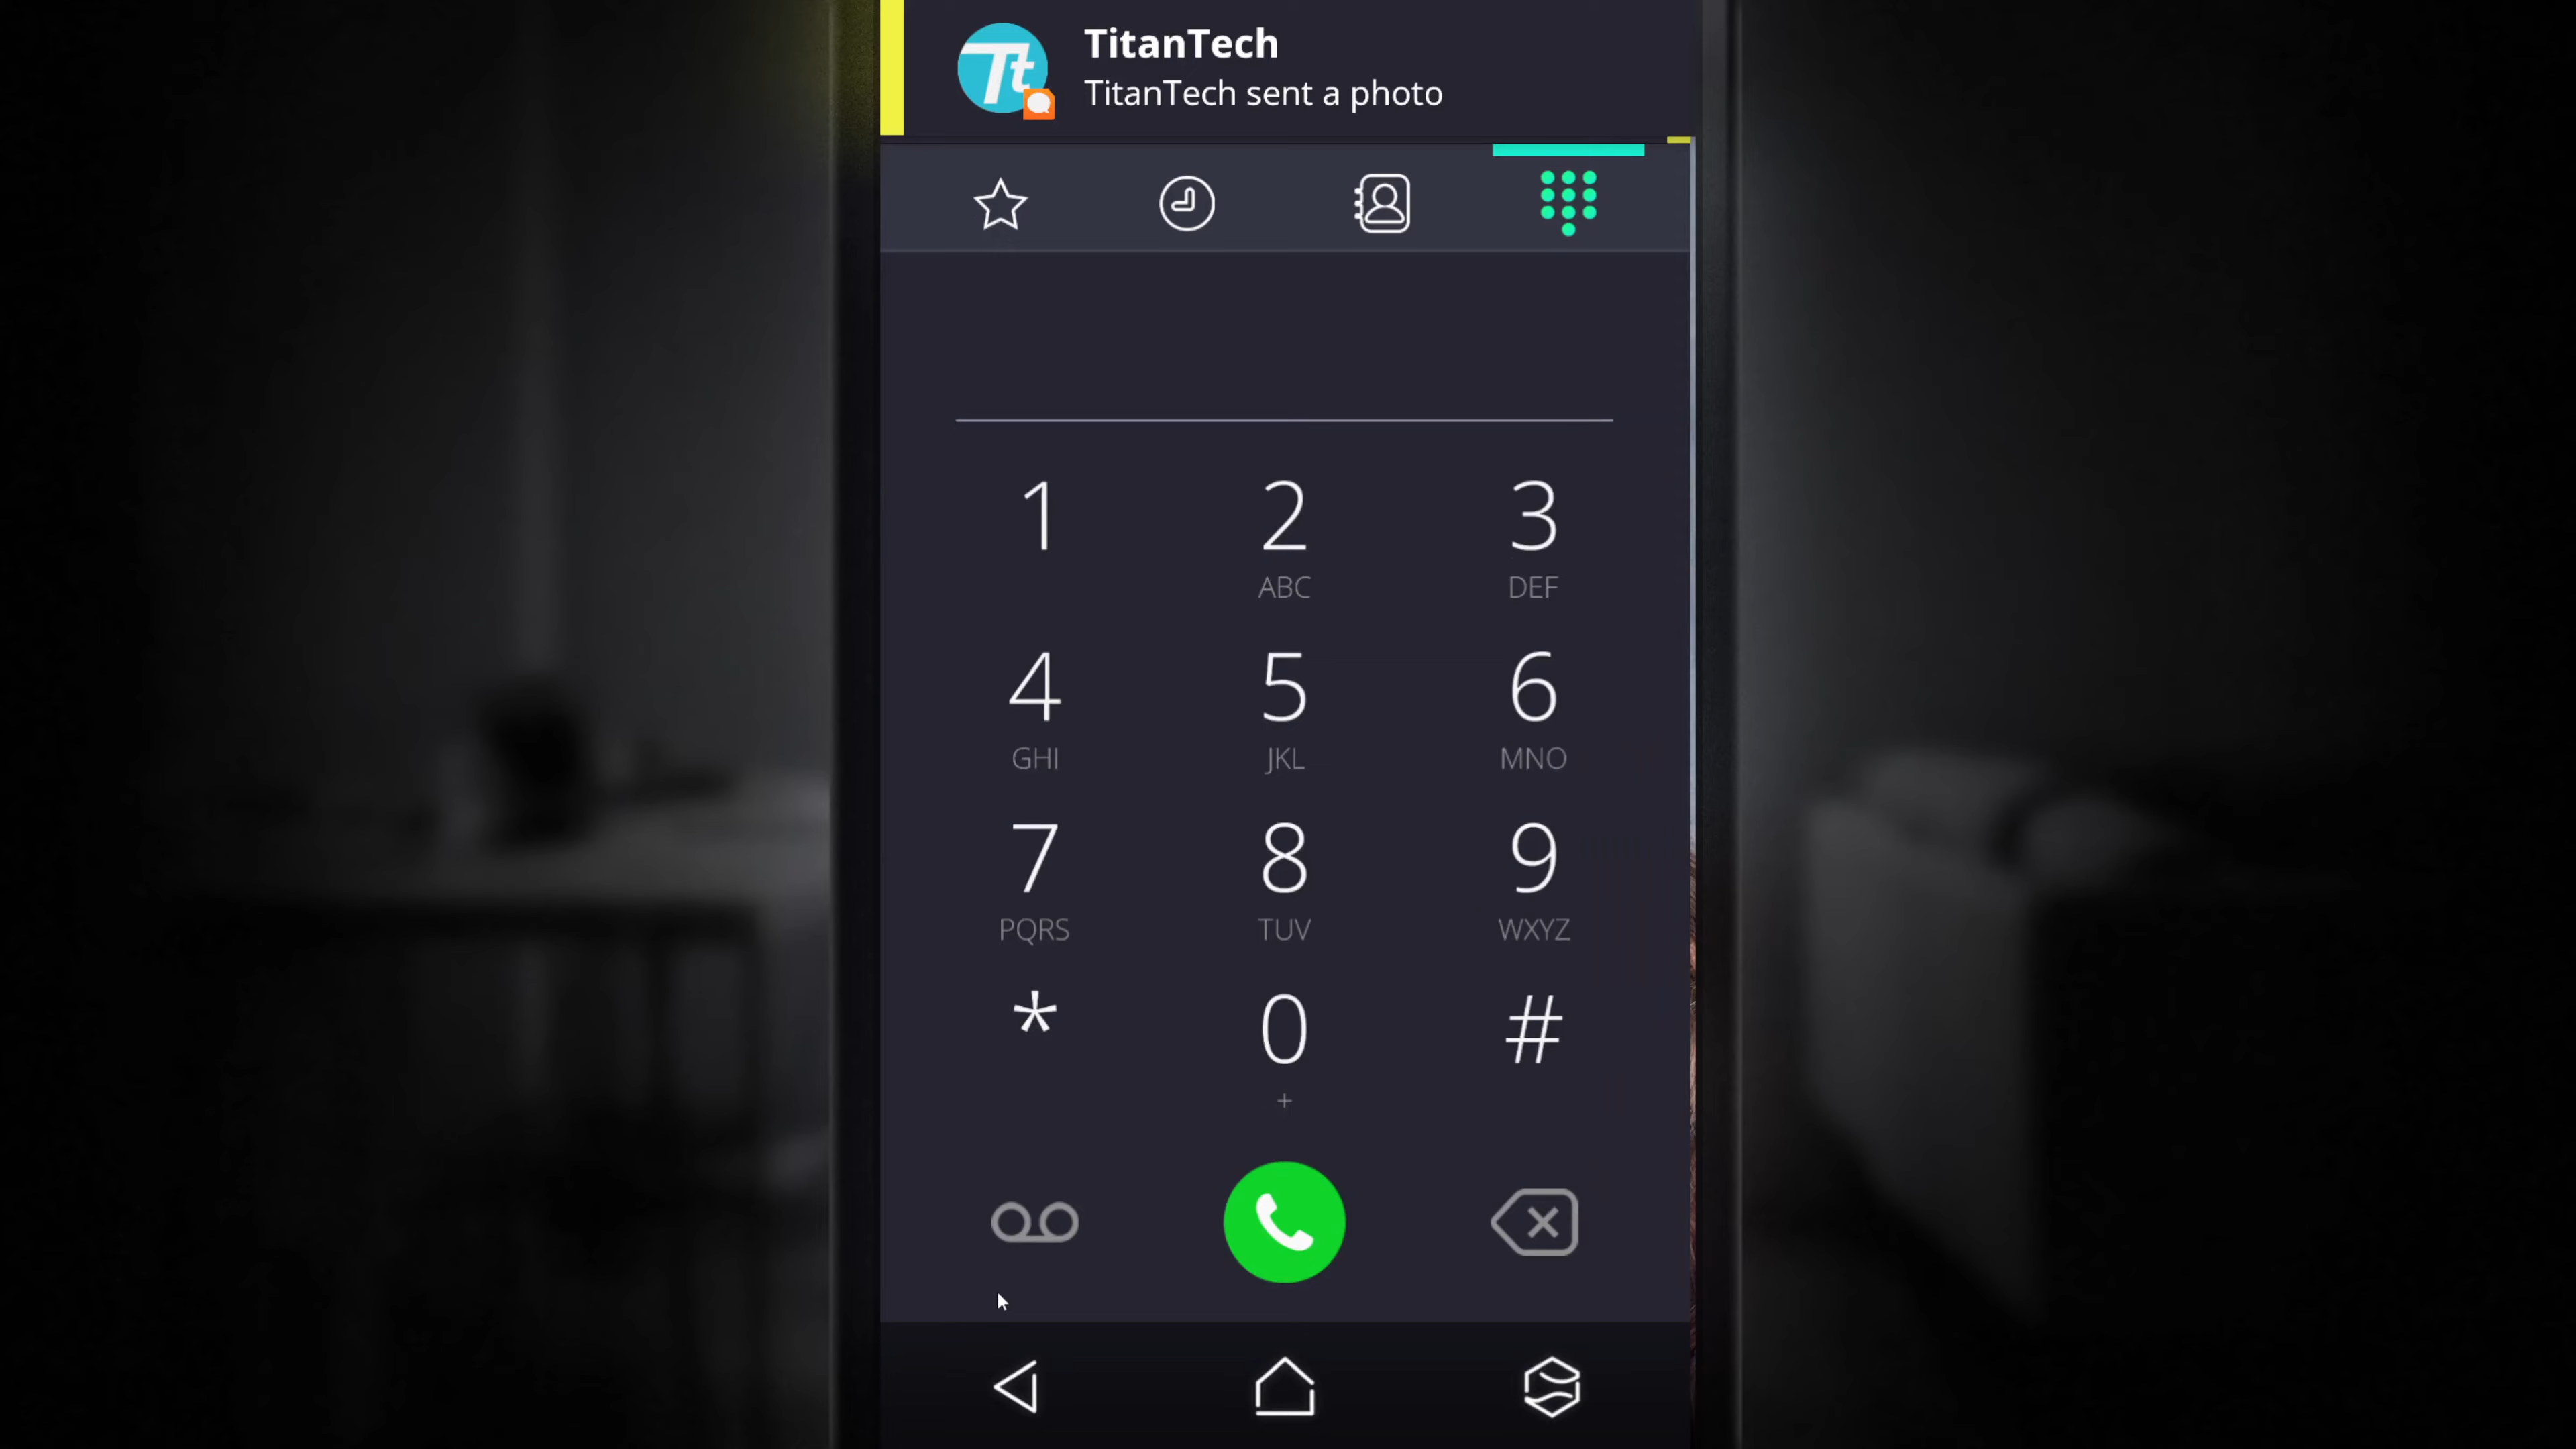 Tt
TitanTech
TitanTech sent a photo
1 2 3
ABC DEF
4 5 6
GHI JKL MNO
7 8 9
PQRS TUV WXYZ
* 0 #
+